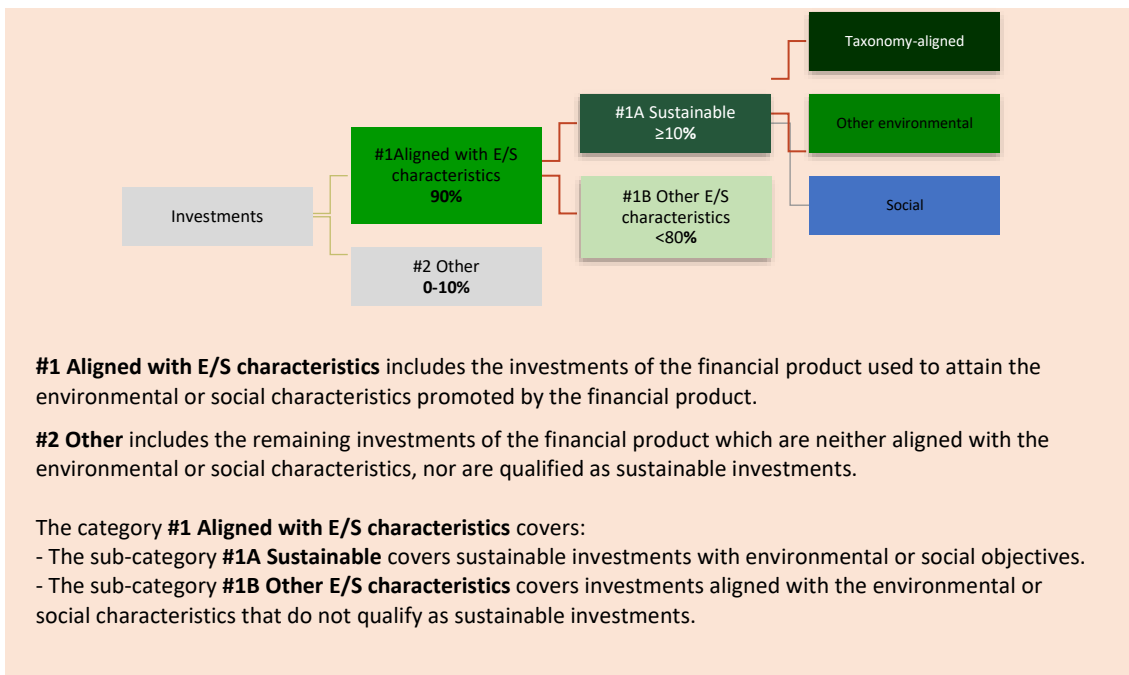 Investments
#1Aligned with E/S
characteristics
90%
#2 Other
0-10%
#1A Sustainable
≥10%
#1B Other E/S
characteristics
<80%
Taxonomy-aligned
Other environmental
Social
#1 Aligned with E/S characteristics includes the investments of the financial product used to attain the
environmental or social characteristics promoted by the financial product.
#2 Other includes the remaining investments of the financial product which are neither aligned with the
environmental or social characteristics, nor are qualified as sustainable investments.
The category #1 Aligned with E/S characteristics covers:
- The sub-category #1A Sustainable covers sustainable investments with environmental or social objectives.
- The sub-category #1B Other E/S characteristics covers investments aligned with the environmental or
social characteristics that do not qualify as sustainable investments.